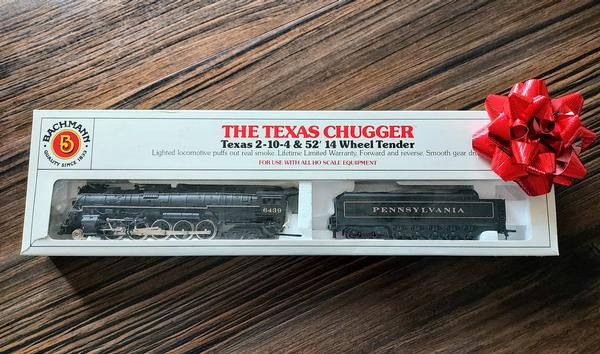 BACHMANN
5
QUALITY SINCE 1833
THE TEXAS CHUGGER
Texas 2-10-4 & 52' 14 Wheel Tender
Lighted locomotive puffs out real smoke. Lifetime Limited Warranty. Forward and reverse. Smooth gear
FOR USE WITH ALL HO SCALE EQUIPMENT
6439
PENNSYLVANIA